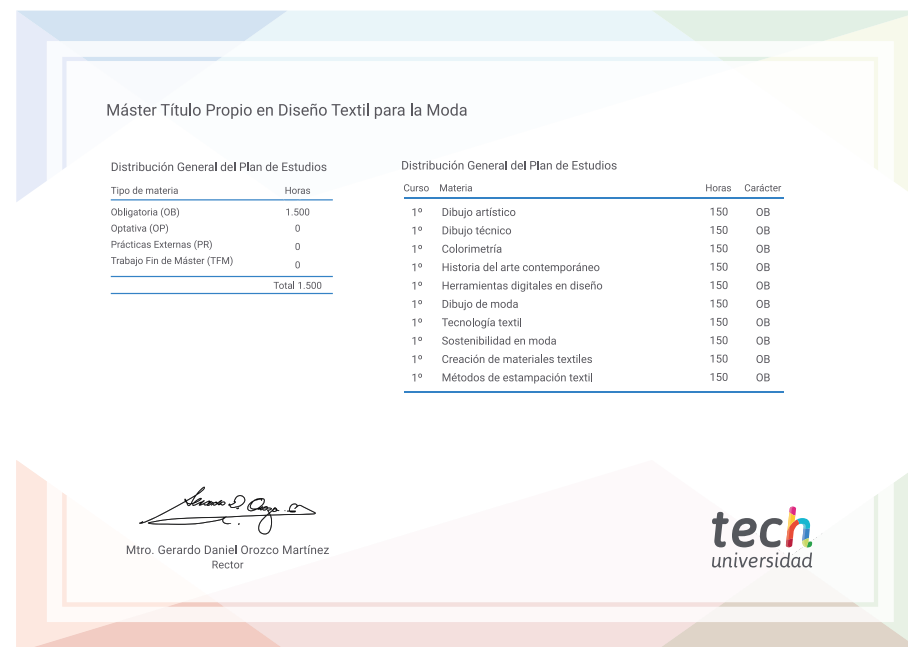 Máster Título Propio en Diseño Textil para la Moda
Distribución General del Plan de Estudios
Tipo de materia Horas
Obligatoria (OB) 1.500
Optativa (OP) 0
Prácticas Externas (PR) 0
Trabajo Fin de Máster (TFM) 0
Total 1.500
Distribución General del Plan de Estudios
Curso Materia Horas Carácter
1º Dibujo artístico 150 OB
1º Dibujo técnico 150 OB
1º Colorimetría 150 OB
1º Historia del arte contemporáneo 150 OB
1º Herramientas digitales en diseño 150 OB
1º Dibujo de moda 150 OB
1º Tecnología textil 150 OB
1º Sostenibilidad en moda 150 OB
1º Creación de materiales textiles 150 OB
1º Métodos de estampación textil 150 OB
Mtro. Gerardo Daniel Orozco Martínez
Rector
tech
universidad